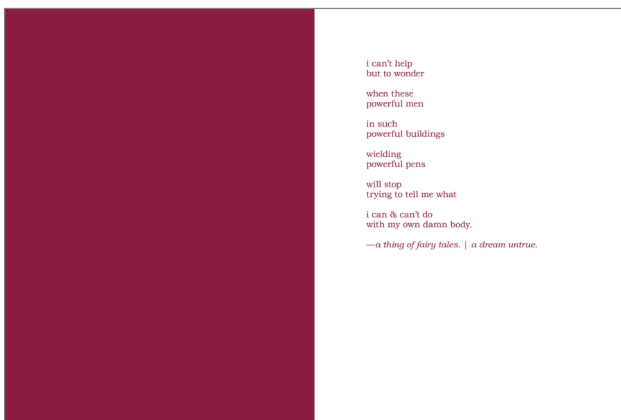 i can't help
but to wonder
when these
powerful men
in such
powerful buildings
wielding
powerful pens
will stop
trying to tell me what
i can & can't do
with my own damn body.
—a thing of fairy tales. | a dream untrue.